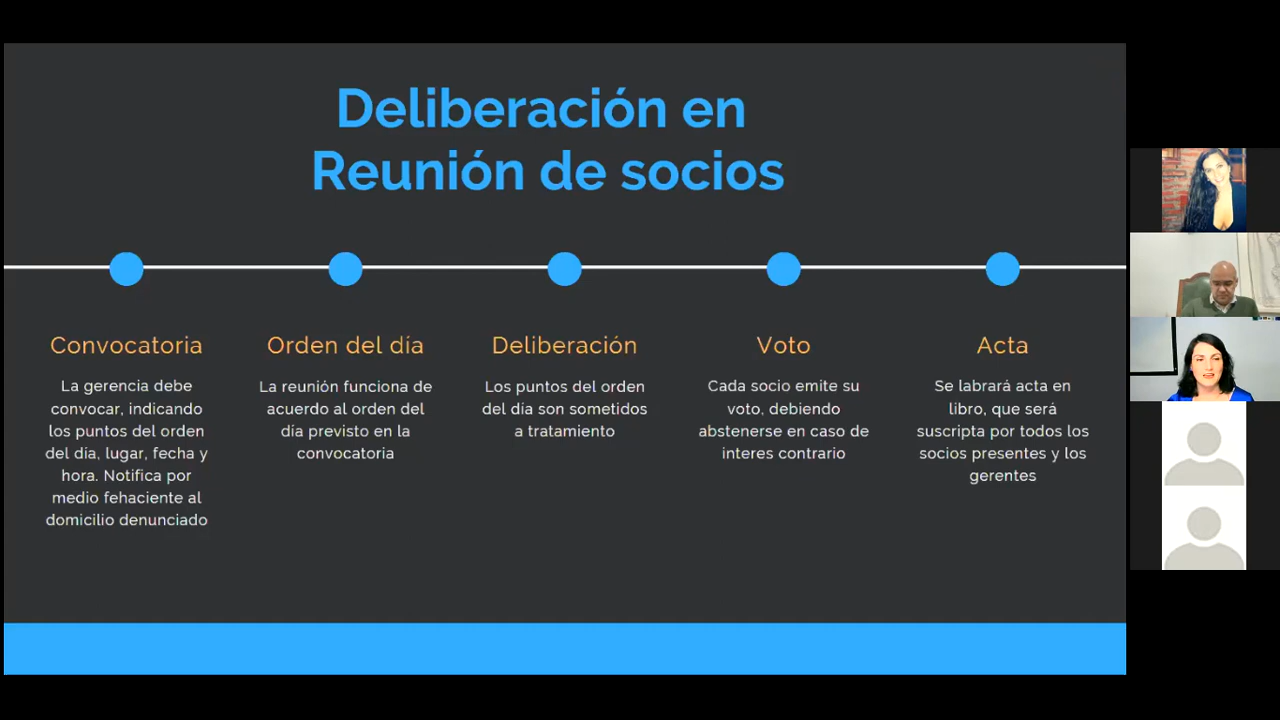 Deliberación en
Reunión de socios
Convocatoria
La gerencia debe
convocar, indicando
los puntos del orden
del día, lugar, fecha y
hora. Notifica por
medio fehaciente al
domicilio denunciado
Orden del día
La reunión funciona de
acuerdo al orden del
día previsto en la
convocatoria
Deliberación
Los puntos del orden
del día son sometidos
a tratamiento
Voto
Cada socio emite su
voto, debiendo
abstenerse en caso de
interes contrario
Acta
Se labrará acta en
libro, que será
suscripta por todos los
socios presentes y los
gerentes